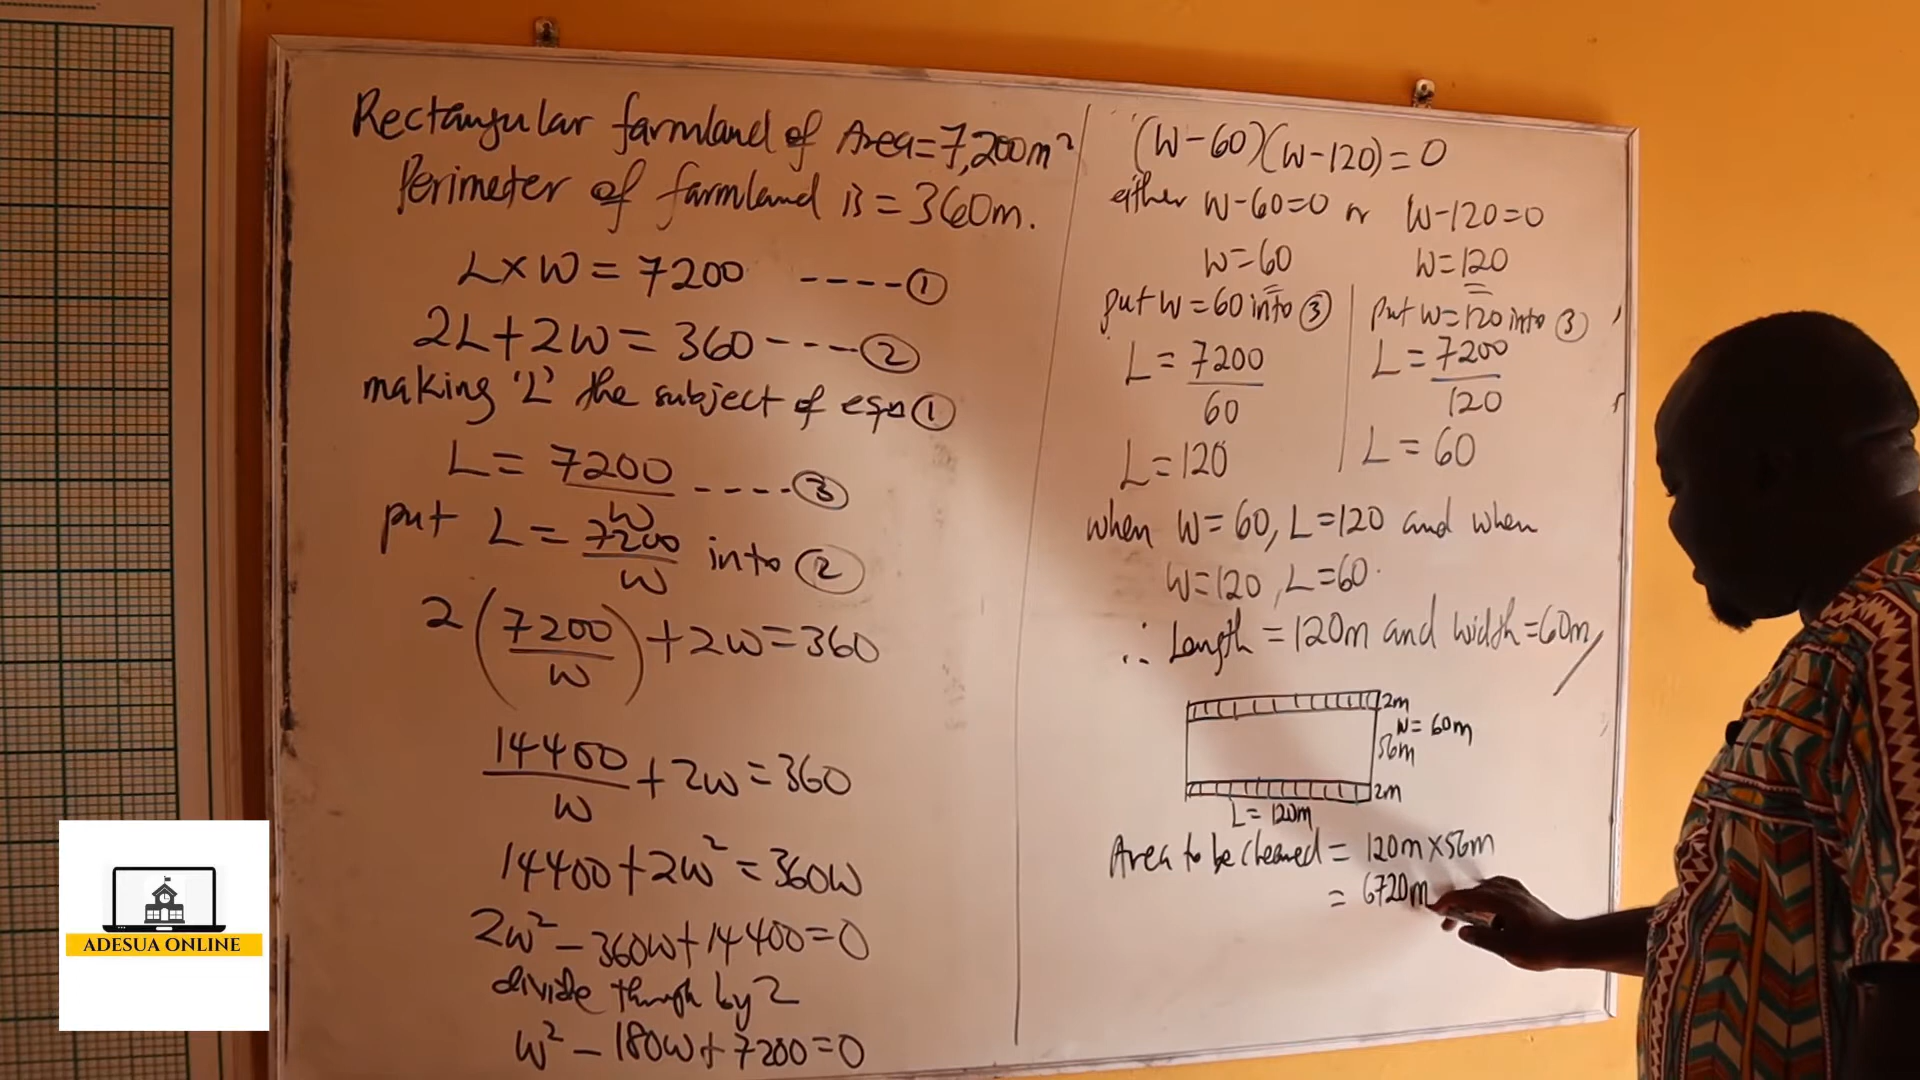 Rectangular farmland of Area=7,200m²
Perimeter of farmland is = 360m.
L×W = 7200 ----①
2L+2W = 360----②
making 'L' the subject of eqn①
L = 7200/W ----③
put L = 7200/W into ②
2(7200/W)+2W=360
14400/W+2W=360
14400+2W²=360W
2W²-360W+14400=0
divide through by 2
W²-180W+7200=0
(W-60)(W-120)=0
either W-60=0 or W-120=0
W=60
W=120
put W=60 into ③
L=7200/60
L=120
put W=120 into ③
L=7200/120
L=60
when W=60, L=120 and when
W=120, L=60.
∴ Length = 120m and width=60m
2m
W= 60m
56m
2m
L= 120m
Area to be cleared = 120m×56m
= 6720m
ADESUA ONLINE